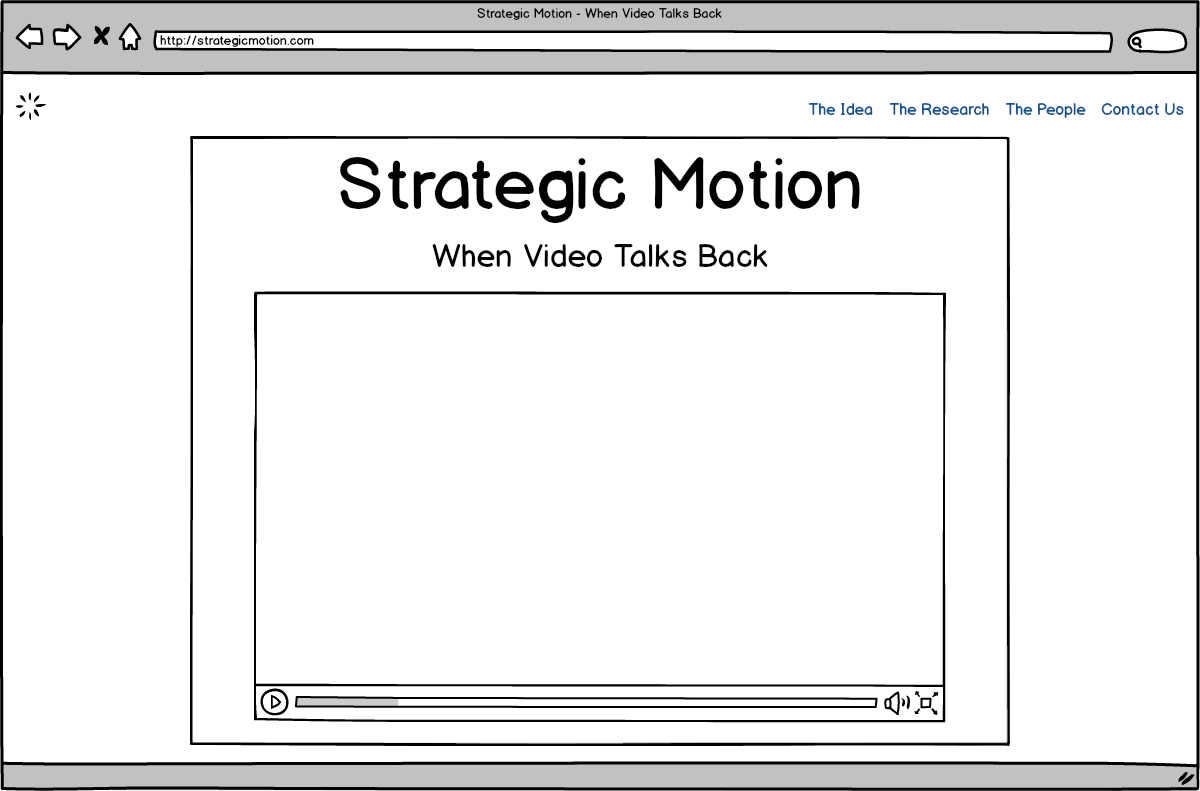 Strategic Motion - When Video Talks Back
http://strategicmotion.com
The Idea The Research The People Contact Us
Strategic Motion
When Video Talks Back